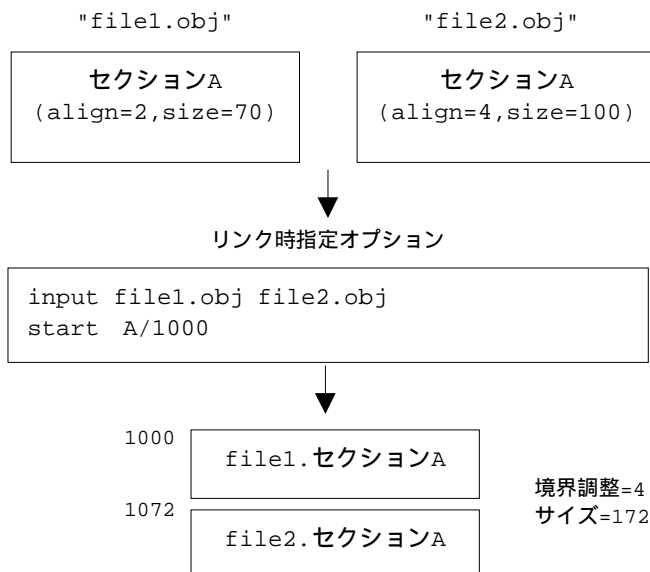 "file1.obj"
"file2.obj"
セクションA
(align=2,size=70)
セクションA
(align=4,size=100)
リンク時指定オプション
input file1.obj file2.obj
start A/1000
1000
file1.セクションA
境界調整=4
サイズ=172
1072
file2.セクションA